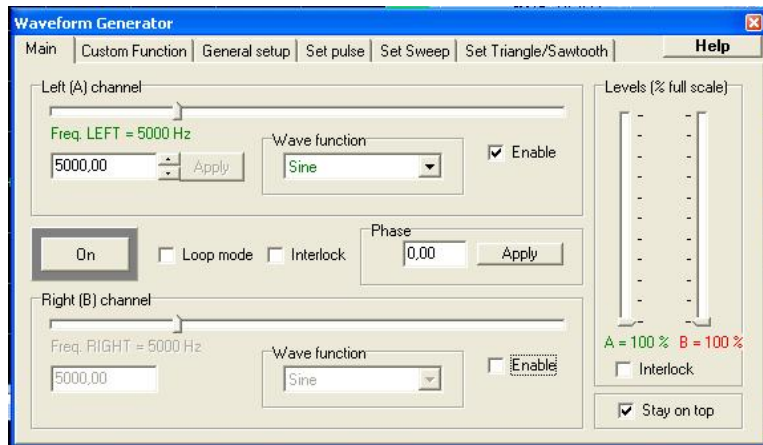 Waveform Generator
Main Custom Function General setup Set pulse Set Sweep Set Triangle/Sawtooth Help
Left (A) channel
Freq. LEFT = 5000 Hz
5000,00 Apply
Wave function
Sine
Enable
On
Loop mode
Interlock
Phase
0,00 Apply
Right (B) channel
Freq. RIGHT = 5000 Hz
5000,00
Wave function
Sine
Enable
Levels (% full scale)
A = 100 % B = 100 %
Interlock
Stay on top